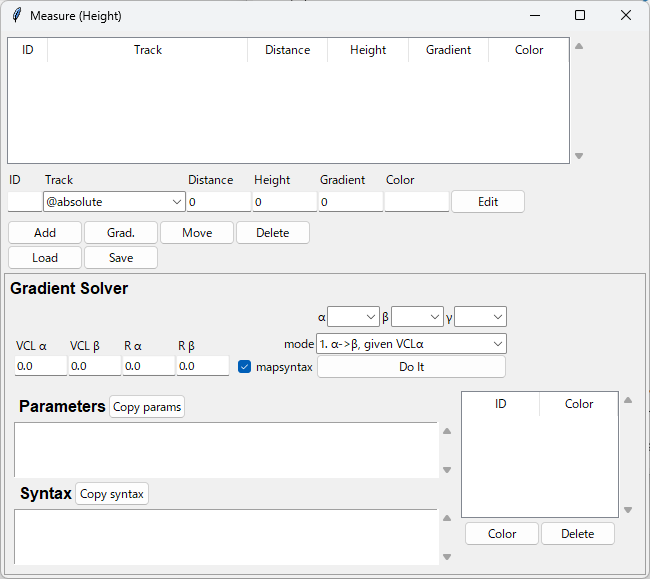 Measure (Height)
ID Track Distance Height Gradient Color
ID Track Distance Height Gradient Color
@absolute 0 0 0 Edit
Add Grad. Move Delete
Load Save
Gradient Solver
α β γ
mode 1. α->β, given VCLα
VCL α VCL β R α R β
0.0 0.0 0.0 0.0 mapsyntax Do It
Parameters Copy params
ID Color
Syntax Copy syntax
Color Delete